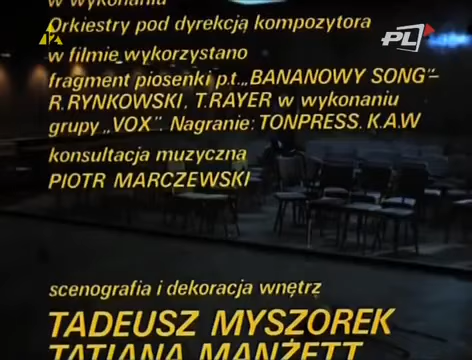 w wykonaniu
Orkiestry pod dyrekcją kompozytora
PL
w filmie wykorzystano
fragment piosenki p.t. „BANANOWY SONG"–
R. RYNKOWSKI, T. RAYER w wykonaniu
grupy „VOX". Nagranie: TONPRESS. K.A.W
konsultacja muzyczna
PIOTR MARCZEWSKI
scenografia i dekoracja wnętrz
TADEUSZ MYSZOREK
TATIANA MANŻETT